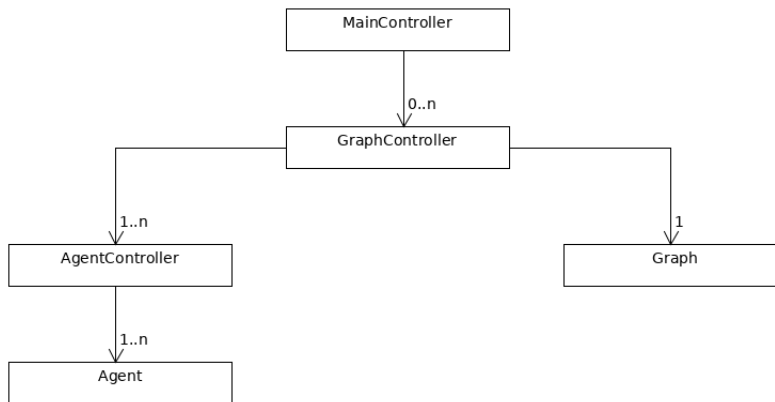 MainController
0..n
GraphController
1..n
1
AgentController
Graph
1..n
Agent